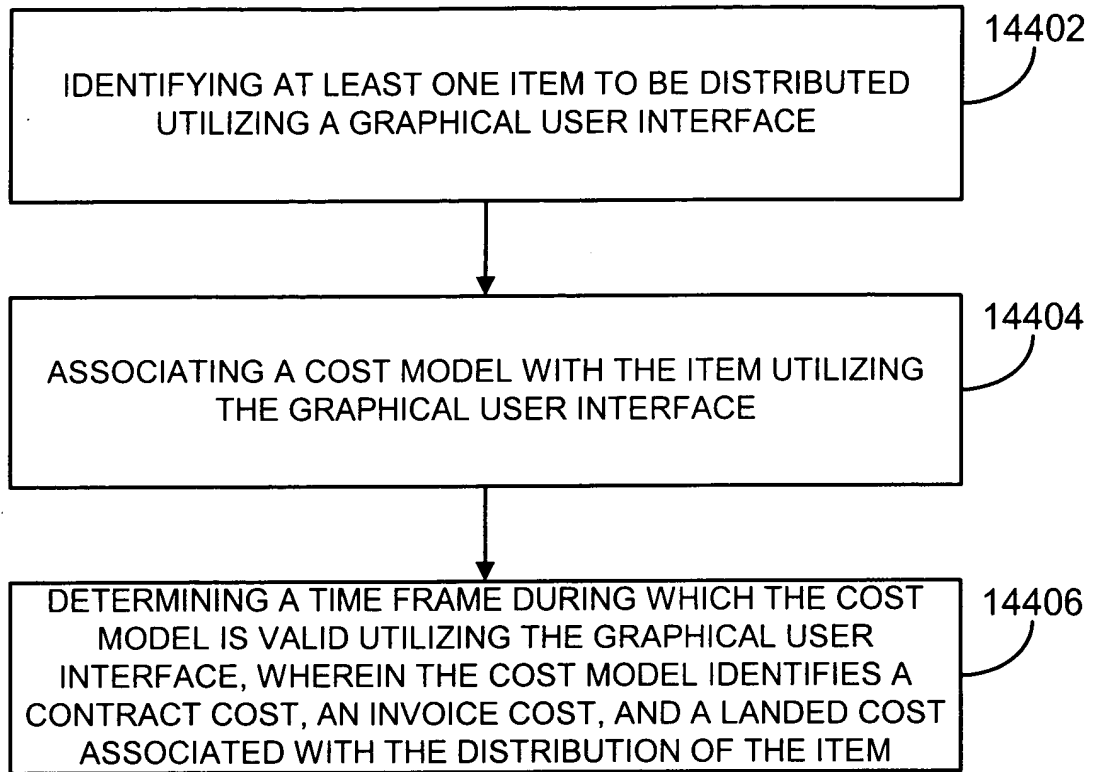 14402
IDENTIFYING AT LEAST ONE ITEM TO BE DISTRIBUTED
UTILIZING A GRAPHICAL USER INTERFACE
14404
ASSOCIATING A COST MODEL WITH THE ITEM UTILIZING
THE GRAPHICAL USER INTERFACE
14406
DETERMINING A TIME FRAME DURING WHICH THE COST
MODEL IS VALID UTILIZING THE GRAPHICAL USER
INTERFACE, WHEREIN THE COST MODEL IDENTIFIES A
CONTRACT COST, AN INVOICE COST, AND A LANDED COST
ASSOCIATED WITH THE DISTRIBUTION OF THE ITEM